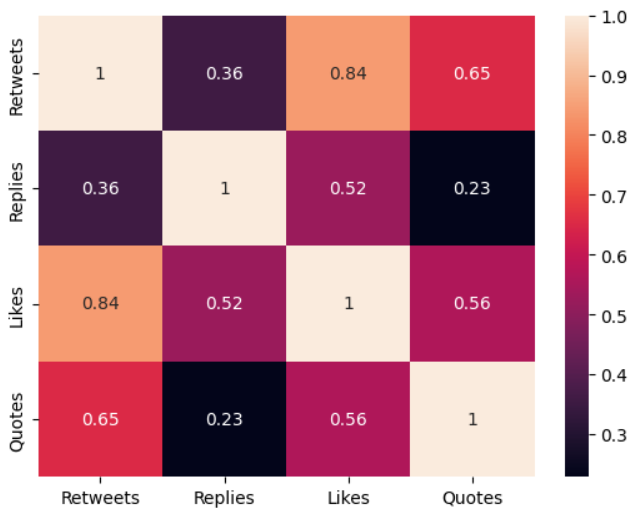 Retweets 1 0.36 0.84 0.65
Replies 0.36 1 0.52 0.23
Likes 0.84 0.52 1 0.56
Quotes 0.65 0.23 0.56 1
Retweets Replies Likes Quotes
1.0
0.9
0.8
0.7
0.6
0.5
0.4
0.3